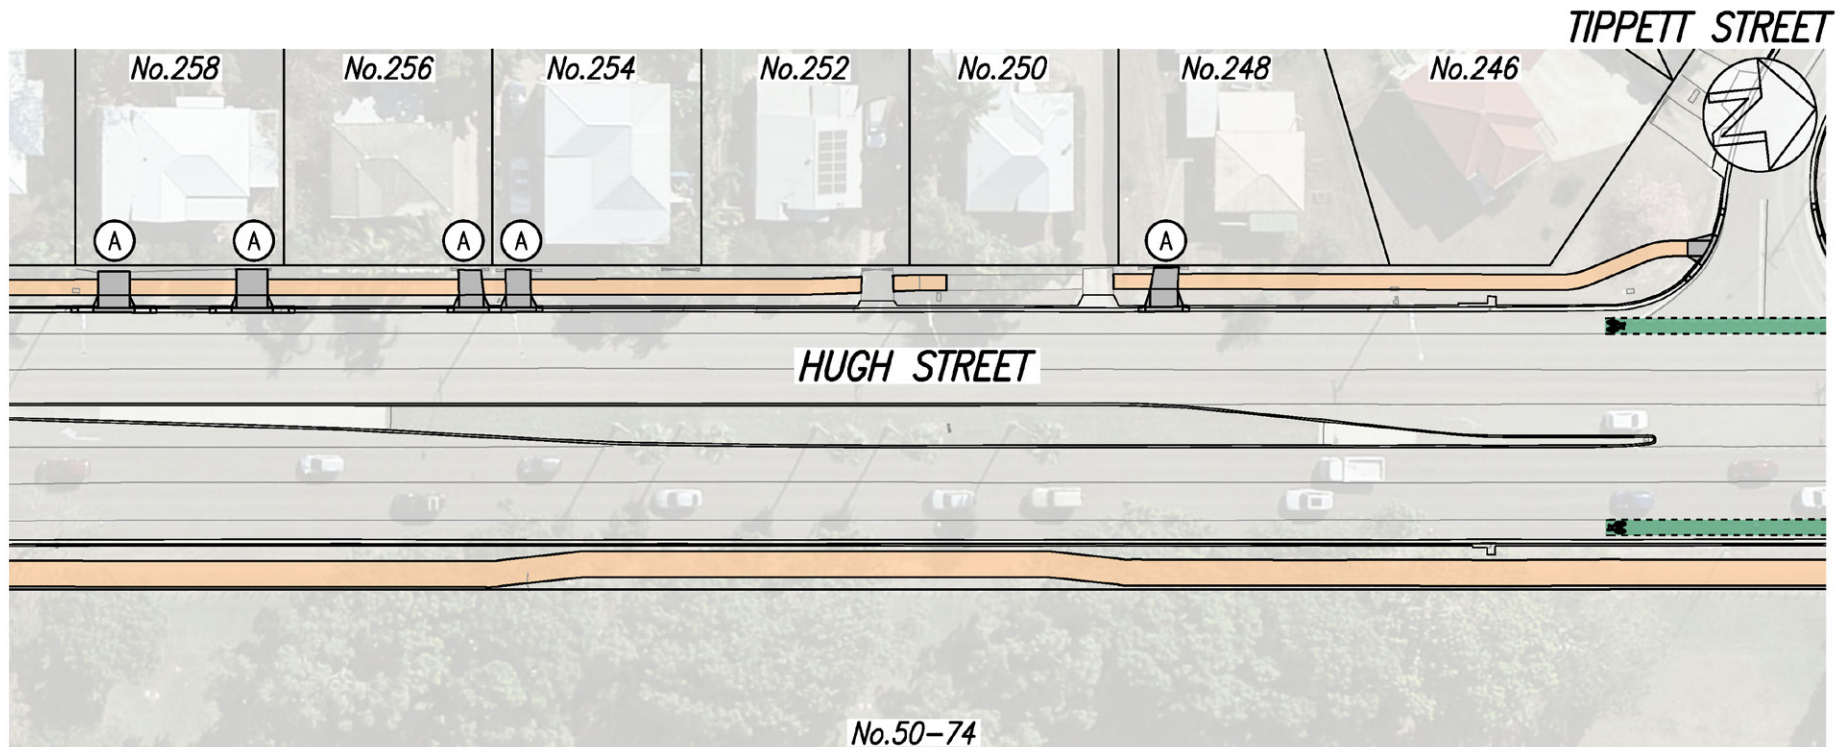 TIPPETT STREET
No.258
No.256
No.254
No.252
No.250
No.248
No.246
N
A
A
A
A
A
HUGH STREET
No.50-74